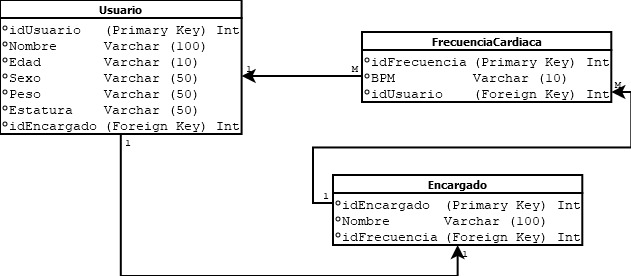 Usuario
idUsuario (Primary Key) Int
Nombre Varchar (100)
Edad Varchar (10)
Sexo Varchar (50)
Peso Varchar (50)
Estatura Varchar (50)
idEncargado (Foreign Key) Int
1
M
FrecuenciaCardiaca
idFrecuencia (Primary Key) Int
BPM Varchar (10)
idUsuario (Foreign Key) Int
M
1
1
Encargado
idEncargado (Primary Key) Int
Nombre Varchar (100)
idFrecuencia (Foreign Key) Int
1